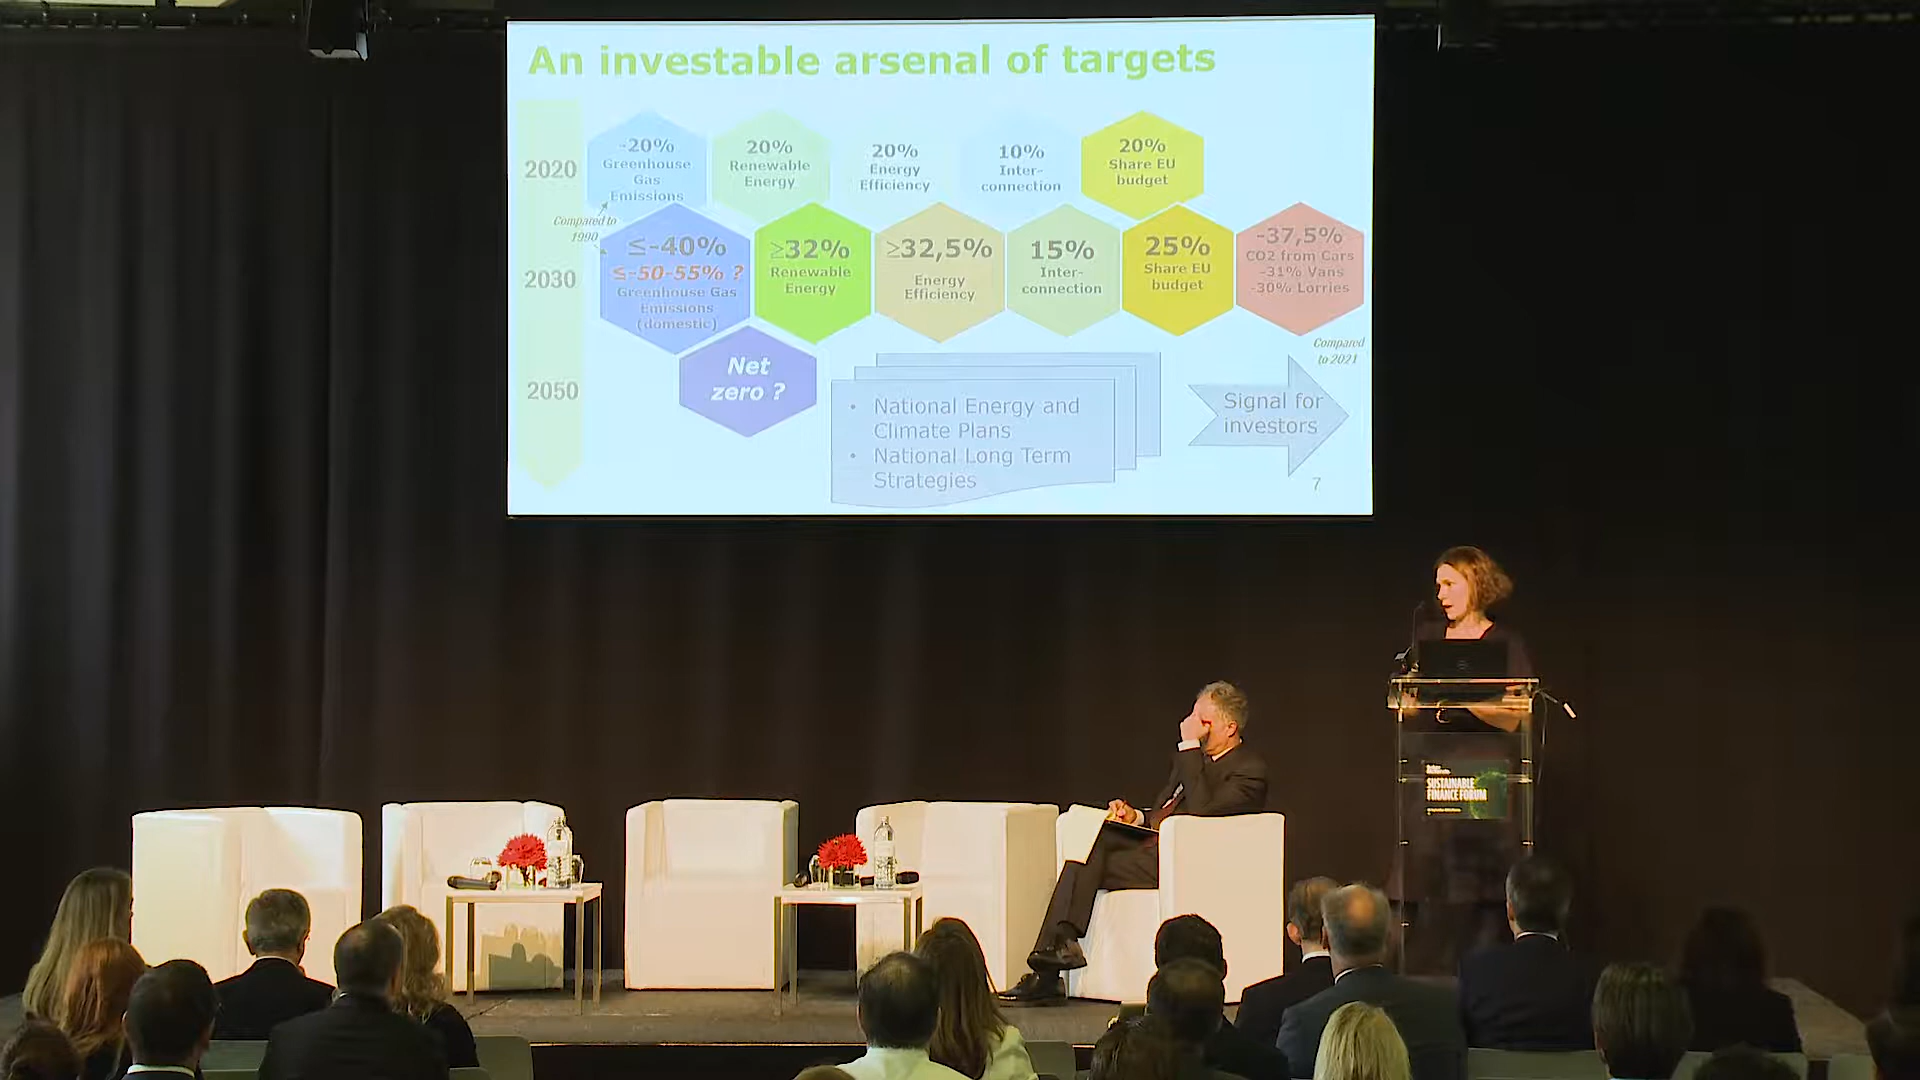 An investable arsenal of targets
2020
-20%
Greenhouse
Gas
Emissions
20%
Renewable
Energy
20%
Energy
Efficiency
10%
Inter-
connection
20%
Share EU
budget
Compared to
1990
2030
≤-40%
≤-50-55% ?
Greenhouse Gas
Emissions
(domestic)
≥32%
Renewable
Energy
≥32,5%
Energy
Efficiency
15%
Inter-
connection
25%
Share EU
budget
-37,5%
CO2 from Cars
-31% Vans
-30% Lorries
Compared
to 2021
2050
Net
zero ?
• National Energy and
Climate Plans
• National Long Term
Strategies
Signal for
investors
7
SUSTAINABLE
FINANCE FORUM